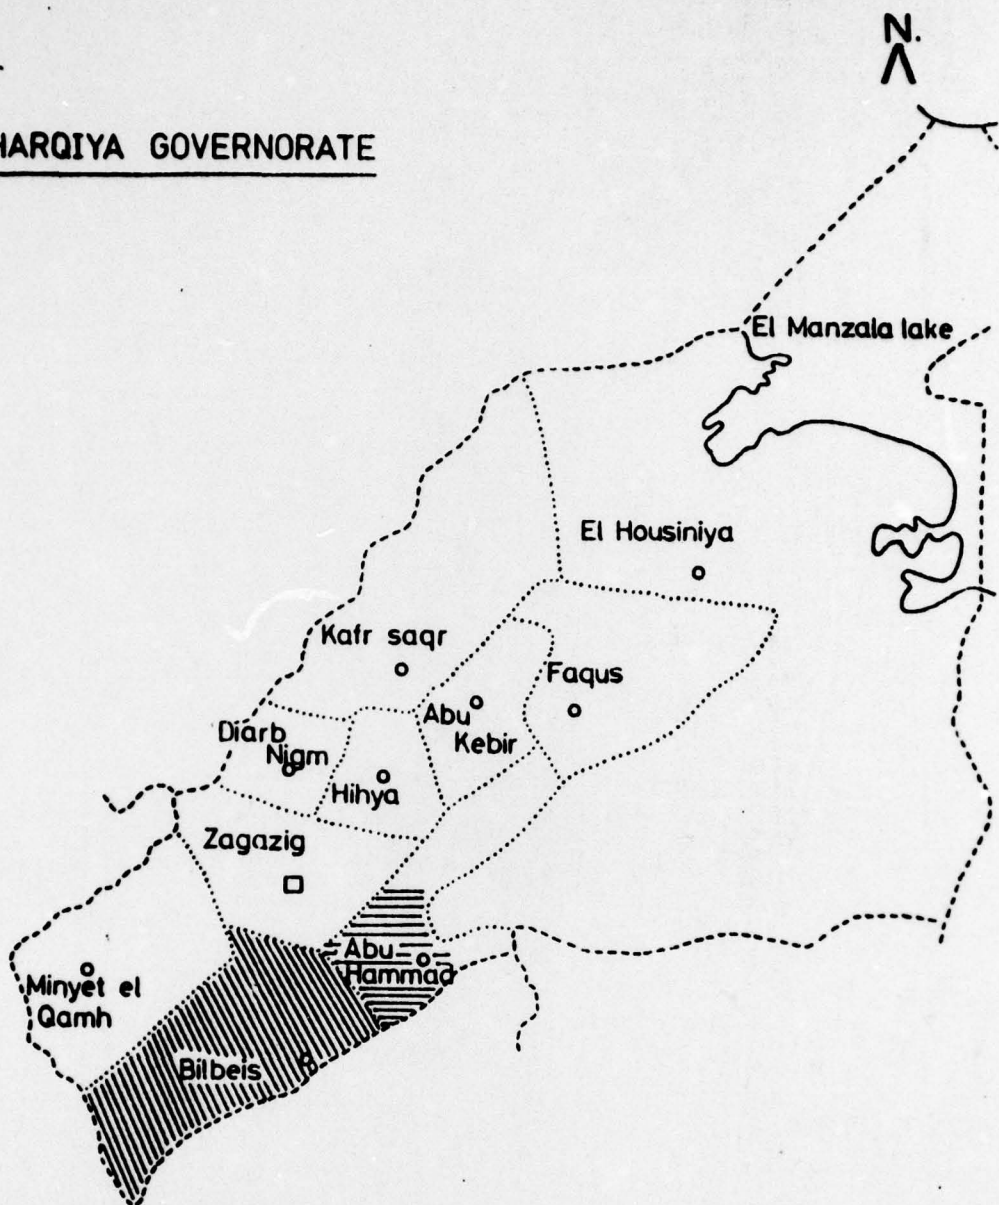 N.
HARQIYA GOVERNORATE
El Manzala lake
El Housiniya
Kafr saqr
Faqus
Abu
Kebir
Diarb
Nigm
Hihya
Zagazig
Abu
Hammad
Minyet el
Qamh
Bilbeis